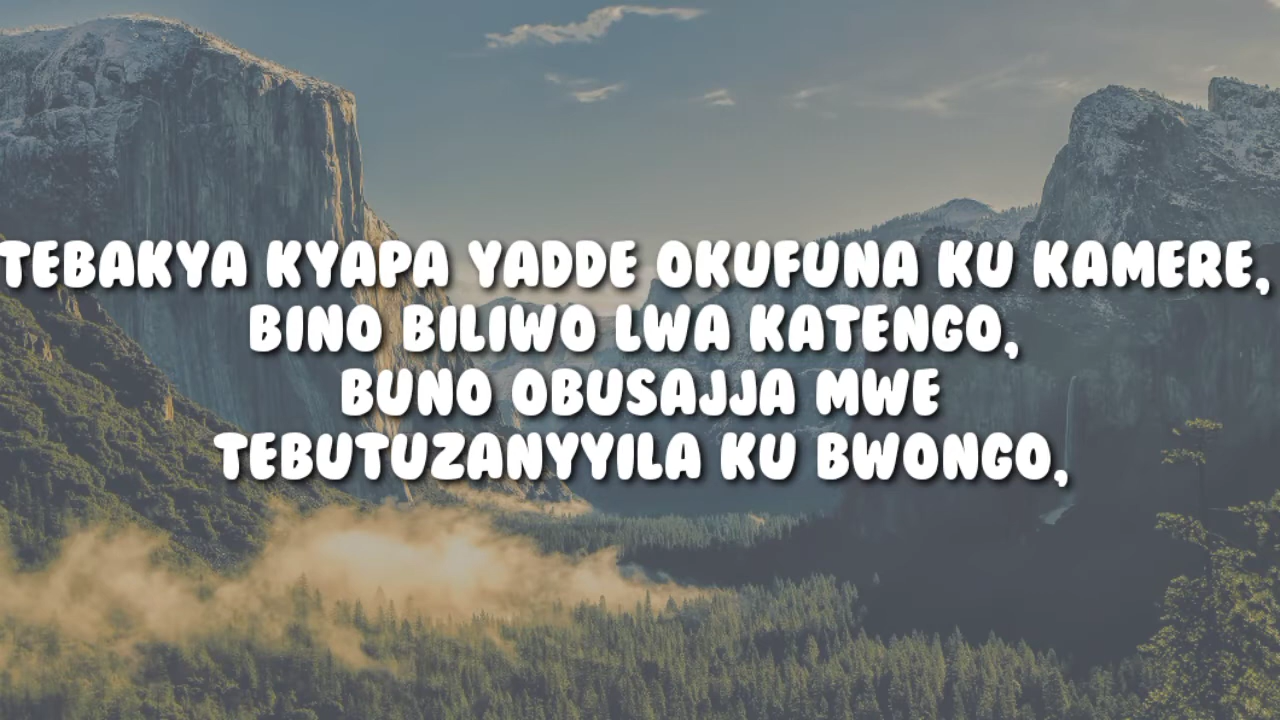 TEBAKYA KYAPA YADDE OKUFUNA KU KAMERE,
BINO BILIWO LWA KATENGO,
BUNO OBUSAJJA MWE
TEBUTUZANYYILA KU BWONGO,